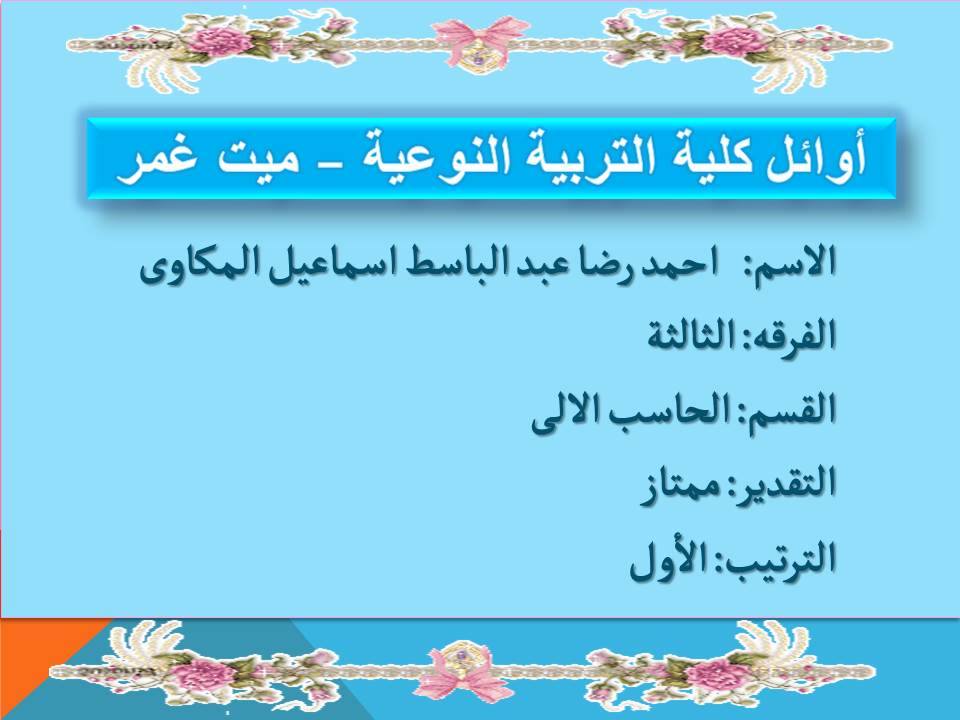 أوائل كلية التربية النوعية – ميت غمر
الاسم: احمد رضا عبد الباسط اسماعيل المكاوى
الفرقه: الثالثة
القسم: الحاسب الالى
التقدير: ممتاز
الترتيب: الأول